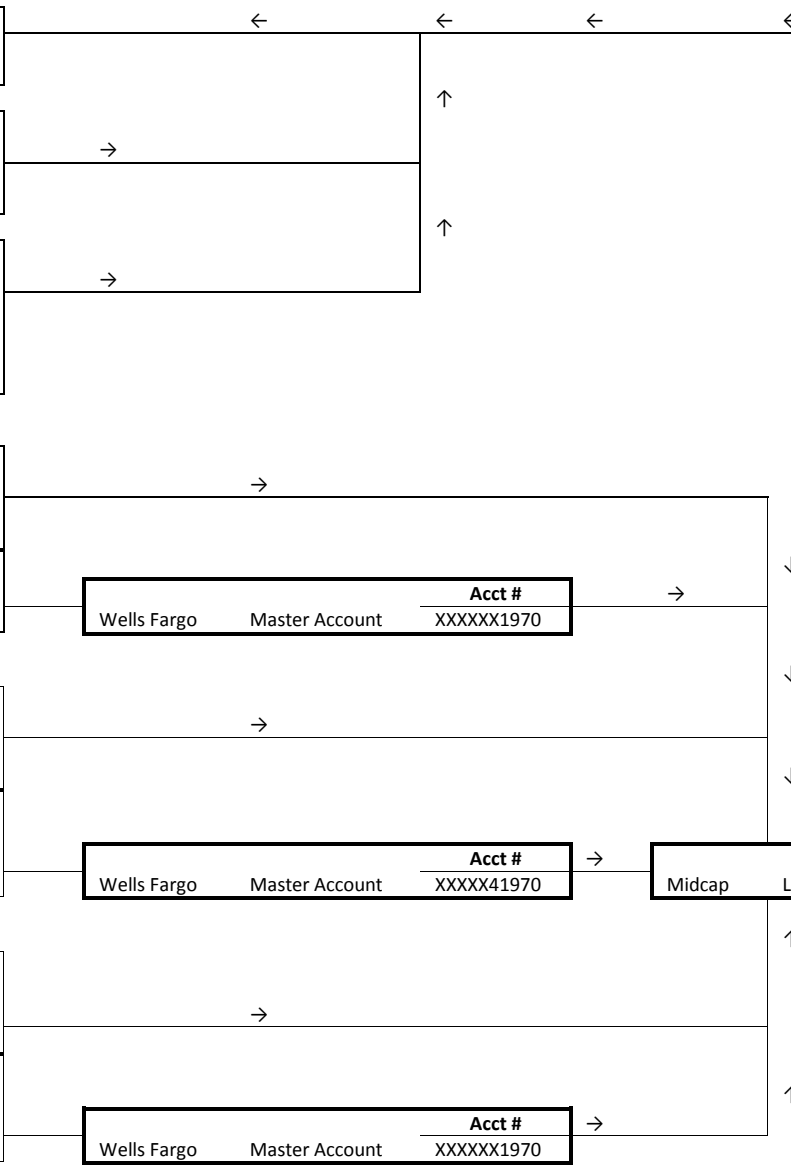 ← ← ← ←
↑
→
↑
→
→
↓
Acct # →
Wells Fargo Master Account XXXXXX1970
↓
→
↓
Acct # →
Wells Fargo Master Account XXXXX41970 Midcap L
↑
→
↑
Acct # →
Wells Fargo Master Account XXXXXX1970